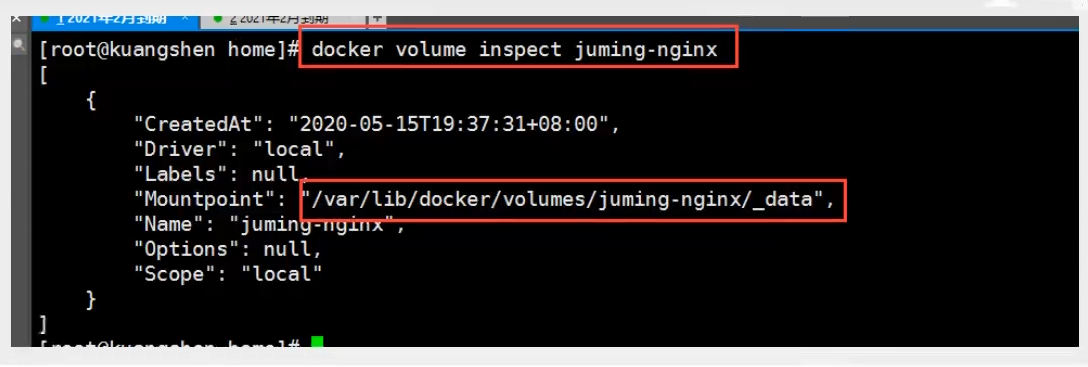 1 2021年2月到期 × 2 2021年2月到期 +
[root@kuangshen home]# docker volume inspect juming-nginx
[
    {
        "CreatedAt": "2020-05-15T19:37:31+08:00",
        "Driver": "local",
        "Labels": null,
        "Mountpoint": "/var/lib/docker/volumes/juming-nginx/_data",
        "Name": "juming-nginx",
        "Options": null,
        "Scope": "local"
    }
]
[root@kuangshen home]#